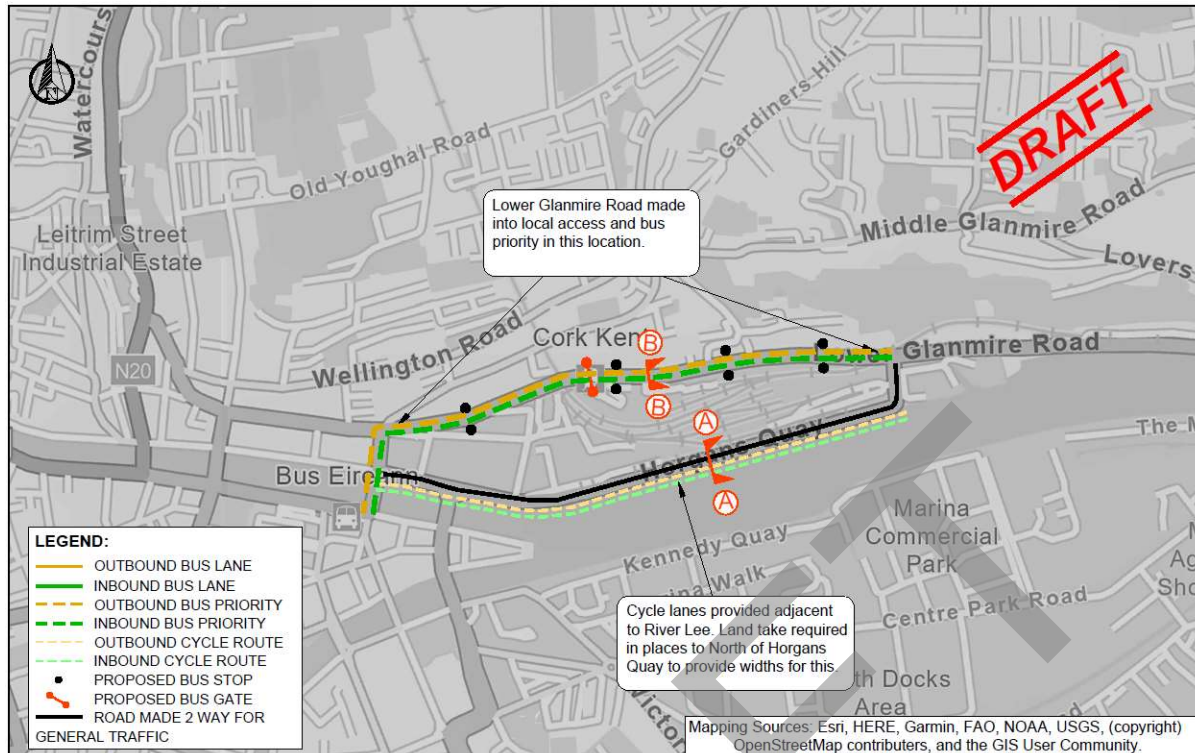 Watercours
N
Old Youghal Road
Gardiners Hill
DRAFT
Leitrim Street
Industrial Estate
Lower Glanmire Road made
into local access and bus
priority in this location.
Middle Glanmire Road
Lovers
N20
Wellington Road
Cork Kent
B
B
Glanmire Road
A
A
Horgans Quay
The M
Bus Eireann
Marina
Commercial
Park
Kennedy Quay
ina Walk
Centre Park Road
Ag
Sho
Cycle lanes provided adjacent
to River Lee. Land take required
in places to North of Horgans
Quay to provide widths for this.
th Docks
Area
Victor
LEGEND:
OUTBOUND BUS LANE
INBOUND BUS LANE
OUTBOUND BUS PRIORITY
INBOUND BUS PRIORITY
OUTBOUND CYCLE ROUTE
INBOUND CYCLE ROUTE
PROPOSED BUS STOP
PROPOSED BUS GATE
ROAD MADE 2 WAY FOR
GENERAL TRAFFIC
Mapping Sources: Esri, HERE, Garmin, FAO, NOAA, USGS, (copyright)
OpenStreetMap contributers, and the GIS User Community.